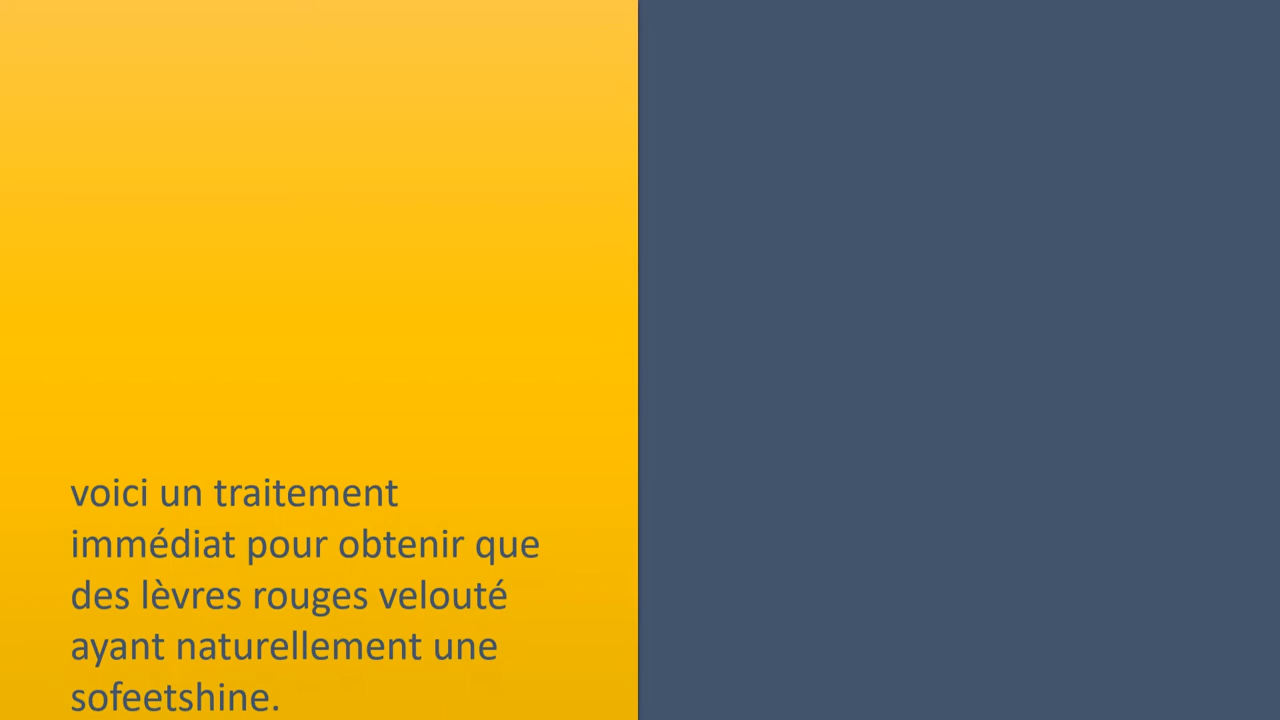 voici un traitement
immédiat pour obtenir que
des lèvres rouges velouté
ayant naturellement une
sofeetshine.